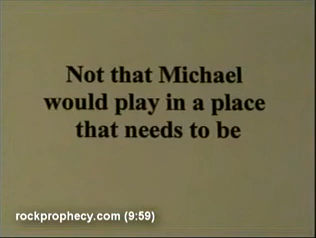 Not that Michael
would play in a place
that needs to be
rockprophecy.com (9:59)